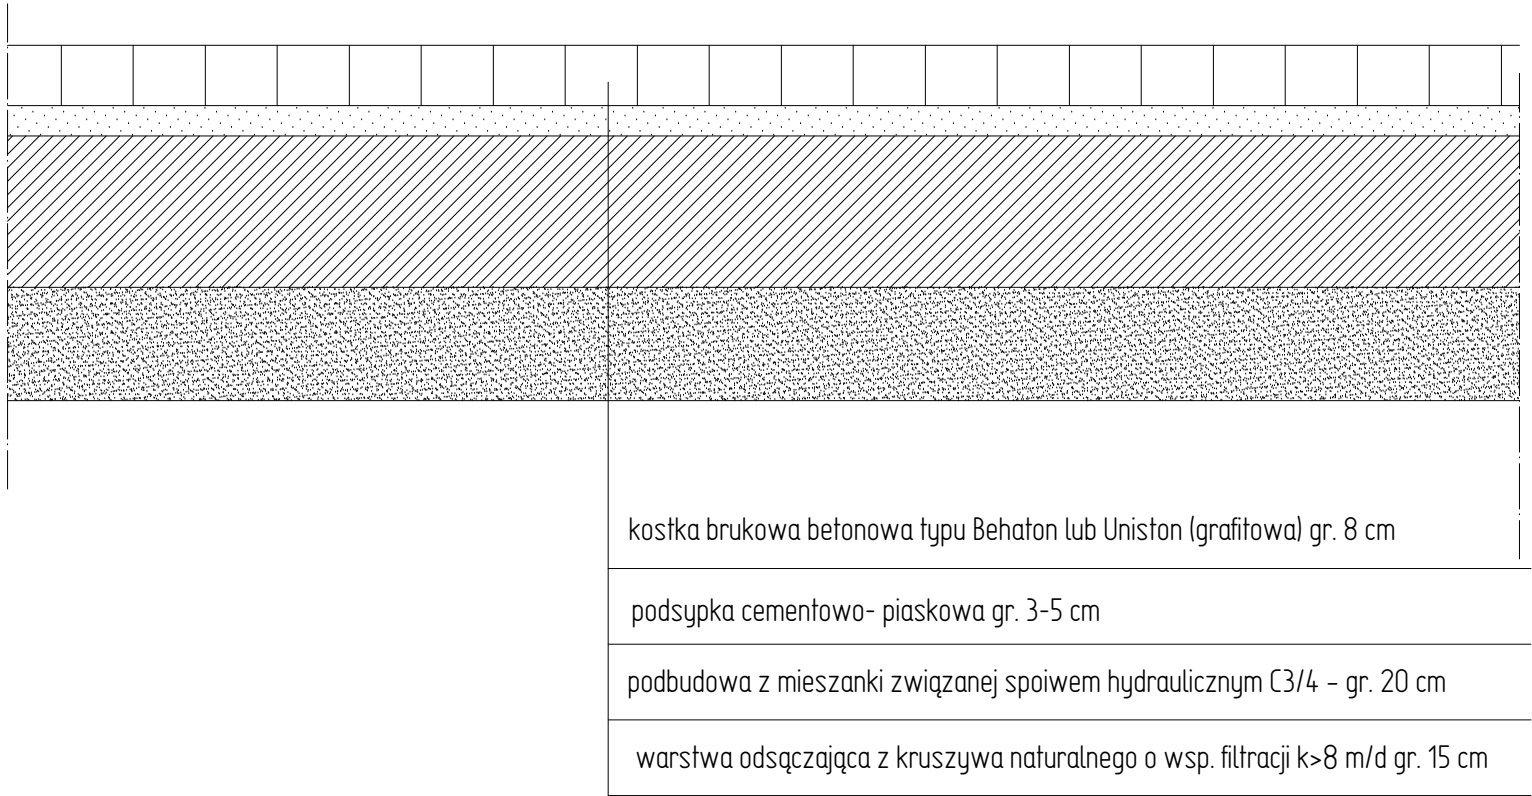 kostka brukowa betonowa typu Behaton lub Uniston (grafitowa) gr. 8 cm
podsypka cementowo- piaskowa gr. 3-5 cm
podbudowa z mieszanki związanej spoiwem hydraulicznym C3/4 - gr. 20 cm
warstwa odsączająca z kruszywa naturalnego o wsp. filtracji k>8 m/d gr. 15 cm